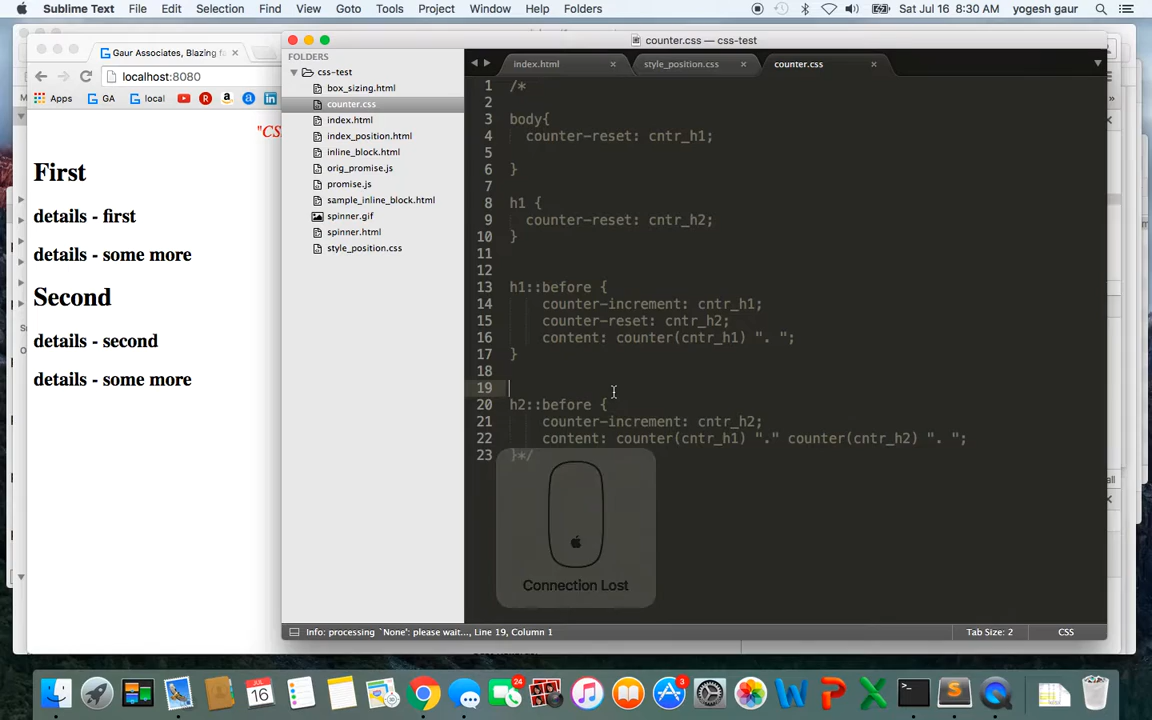 Sublime Text File Edit Selection Find View Goto Tools Project Window Help Folders Sat Jul 16 8:30 AM yogesh gaur
counter.css — css-test
Gaur Associates, Blazing fa
localhost:8080
Apps GA local
"CS
First
details - first
details - some more
Second
details - second
details - some more
FOLDERS
css-test
box_sizing.html
counter.css
index.html
index_position.html
inline_block.html
orig_promise.js
promise.js
sample_inline_block.html
spinner.gif
spinner.html
style_position.css
index.html style_position.css counter.css
1 /*
2
3 body{
4 counter-reset: cntr_h1;
5
6 }
7
8 h1 {
9 counter-reset: cntr_h2;
10 }
11
12
13 h1::before {
14 counter-increment: cntr_h1;
15 counter-reset: cntr_h2;
16 content: counter(cntr_h1) ". ";
17 }
18
19
20 h2::before {
21 counter-increment: cntr_h2;
22 content: counter(cntr_h1) "." counter(cntr_h2) ". ";
23 }*/
Connection Lost
Info: processing `None': please wait..., Line 19, Column 1 Tab Size: 2 CSS
JUL
16
24
3